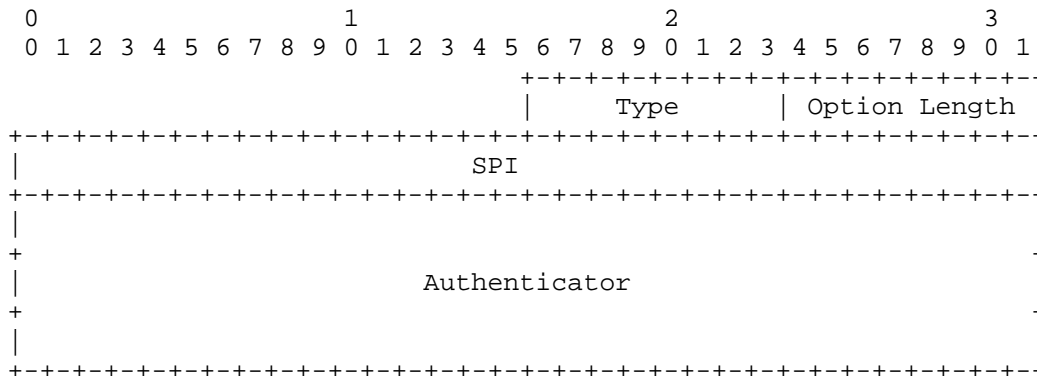 0                   1                   2                   3
0 1 2 3 4 5 6 7 8 9 0 1 2 3 4 5 6 7 8 9 0 1 2 3 4 5 6 7 8 9 0 1
                                +-+-+-+-+-+-+-+-+-+-+-+-+-+-+-+-
                                |      Type     | Option Length
+-+-+-+-+-+-+-+-+-+-+-+-+-+-+-+-+-+-+-+-+-+-+-+-+-+-+-+-+-+-+-+-
|                            SPI
+-+-+-+-+-+-+-+-+-+-+-+-+-+-+-+-+-+-+-+-+-+-+-+-+-+-+-+-+-+-+-+-
|
+                                                               -
|                         Authenticator
+                                                               -
|
+-+-+-+-+-+-+-+-+-+-+-+-+-+-+-+-+-+-+-+-+-+-+-+-+-+-+-+-+-+-+-+-